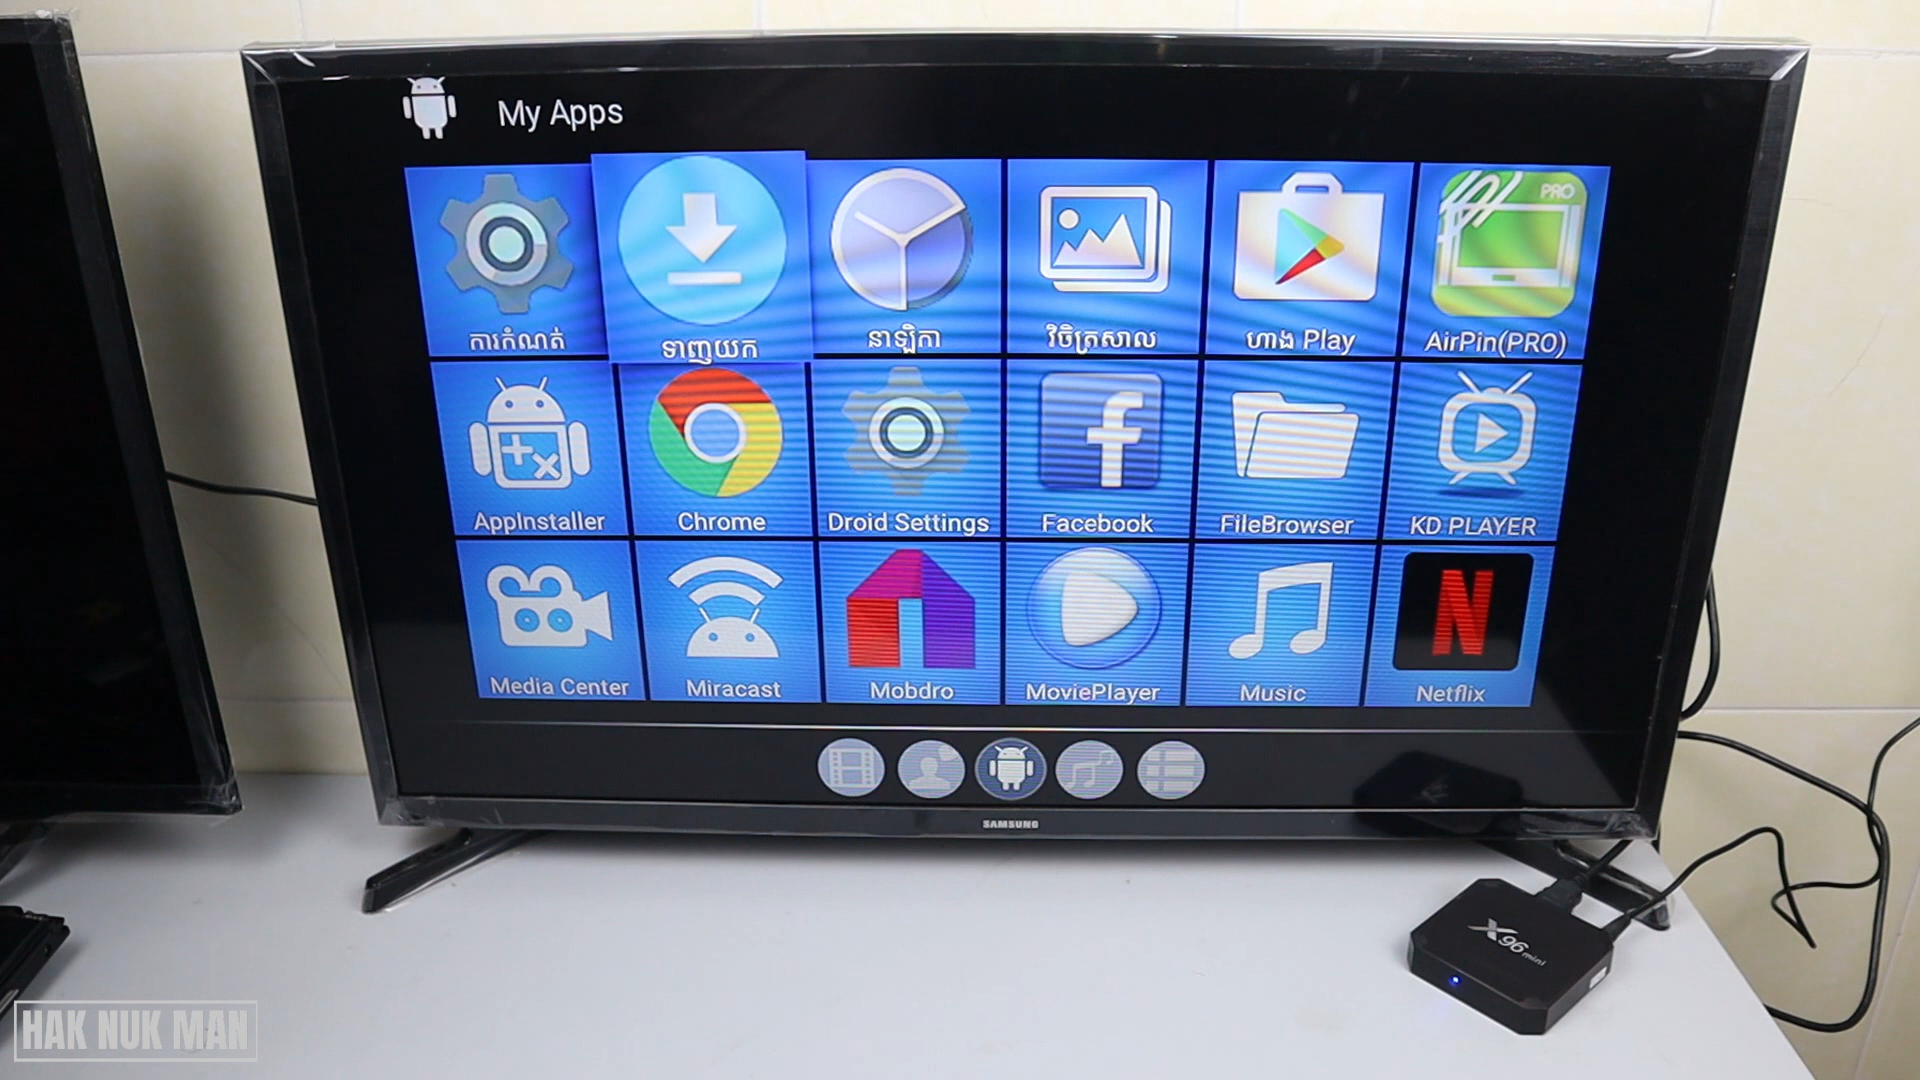 My Apps
PRO
ការកំណត់
ទាញយក
នាឡិកា
វិចិត្រសាល
ហាង Play
AirPin(PRO)
AppInstaller
Chrome
Droid Settings
Facebook
FileBrowser
KD PLAYER
Media Center
Miracast
Mobdro
MoviePlayer
Music
Netflix
SAMSUNG
X96 mini
HAK NUK MAN